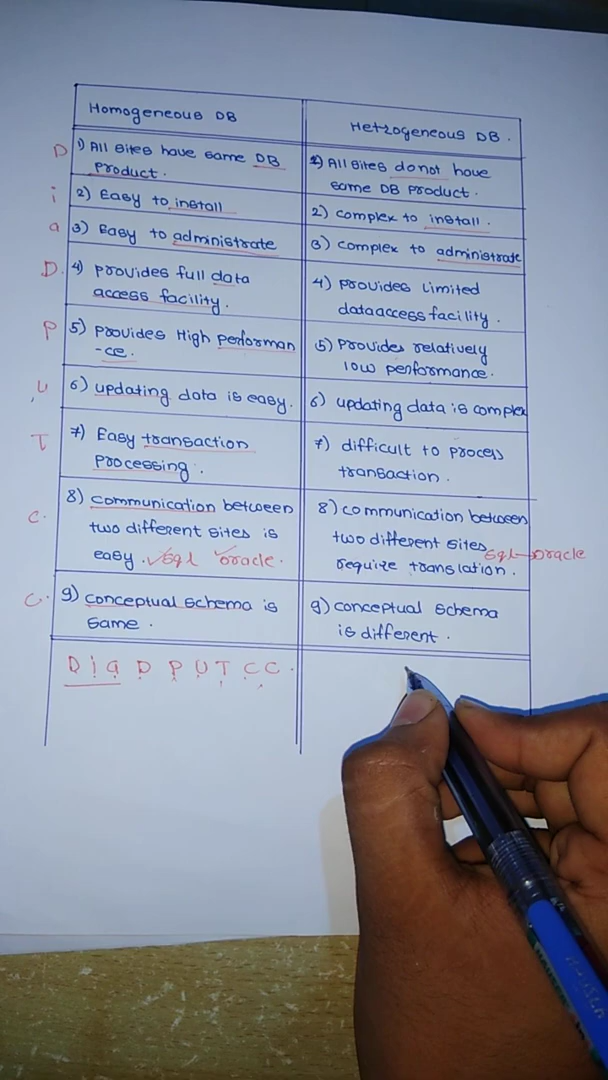 Homogeneous DB
Hetrogeneous DB.
D 1) All sites have same DB
product.
1) All sites donot have
same DB product.
i 2) Easy to install
2) complex to install.
a 3) Easy to administrate
3) complex to administrate
D. 4) provides full data
access facility.
4) provides Limited
dataaccess facility.
P 5) provides High performan
-ce.
5) provides relatively
low performance.
U 6) updating data is easy.
6) updating data is complex
T 7) Easy transaction
processing.
7) difficult to process
transaction.
C. 8) communication between
two different sites is
easy. sql oracle.
8) communication between
two different sites sql→oracle
require translation.
C. 9) conceptual schema is
same.
9) conceptual schema
is different.
D i a D P U T C C.